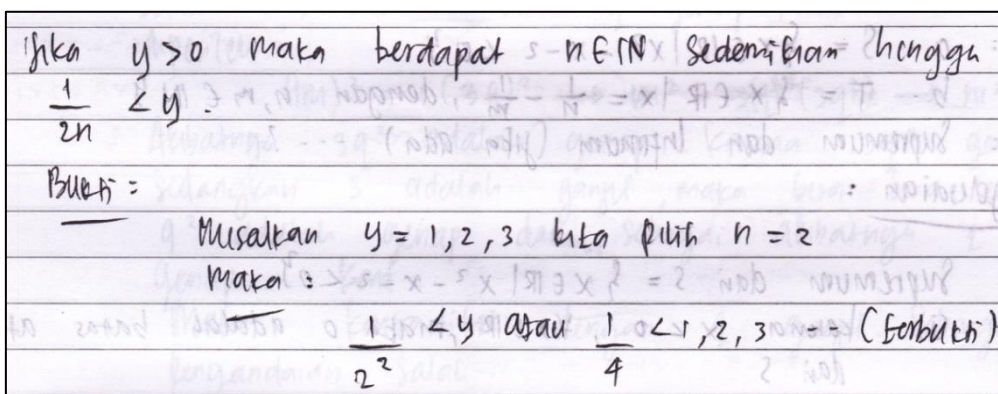 Jika y > 0 maka berdapat n ∈ ℕ sedemikian hingga
1/2n < y.
Bukti =
Misalkan y = 1, 2, 3 kita pilih n = 2
Maka :
1/2² < y atau 1/4 < 1, 2, 3 -- (terbukti)